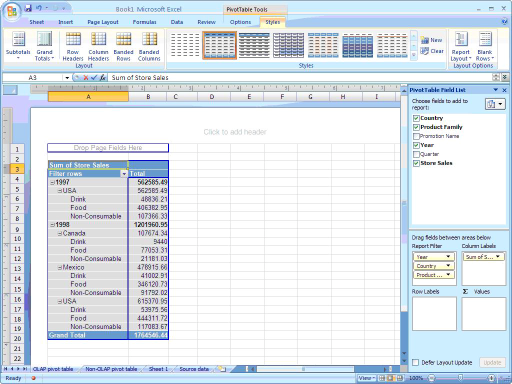 Book1 Microsoft Excel
PivotTable Tools
Sheet Insert Page Layout Formulas Data Review View Options Styles
Subtotals Grand Totals Row Headers Column Headers Banded Rows Banded Columns New Clear Report Layout Blank Rows
Layout Styles Layout Options
A3 Sum of Store Sales
A B C D E F G H I
PivotTable Field List
Choose fields to add to report:
Country
Product Family
Promotion Name
Year
Quarter
Store Sales
Click to add header
Drop Page Fields Here
Sum of Store Sales
Filter rows Total
1997 562585.49
USA 562585.49
Drink 48836.21
Food 406382.95
Non-Consumable 107366.33
1998 1201960.95
Canada 107674.34
Drink 9440
Food 77053.31
Non-Consumable 21181.03
Mexico 478915.66
Drink 41002.91
Food 346120.73
Non-Consumable 91792.02
USA 615370.95
Drink 53975.56
Food 444311.72
Non-Consumable 117083.67
Grand Total 1764546.44
1
2
3
4
5
6
7
8
9
10
11
12
13
14
15
16
17
18
19
20
21
22
Drag fields between areas below
Report Filter Column Labels
Year Sum of S...
Country
Product ...
Row Labels Σ Values
Defer Layout Update Update
OLAP pivot table Non-OLAP pivot table Sheet 1 Source data
Ready View 100%